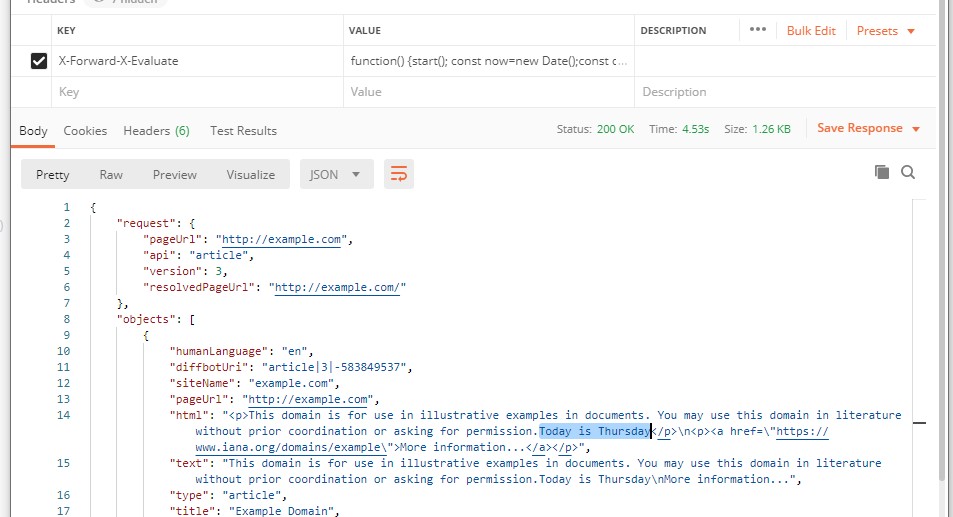 Headers 7 hidden
KEY VALUE DESCRIPTION ••• Bulk Edit Presets
X-Forward-X-Evaluate function() {start(); const now=new Date();const c...
Key Value Description
Body Cookies Headers (6) Test Results Status: 200 OK Time: 4.53s Size: 1.26 KB Save Response
Pretty Raw Preview Visualize JSON
1 {
2 "request": {
3 "pageUrl": "http://example.com",
4 "api": "article",
5 "version": 3,
6 "resolvedPageUrl": "http://example.com/"
7 },
8 "objects": [
9 {
10 "humanLanguage": "en",
11 "diffbotUri": "article|3|-583849537",
12 "siteName": "example.com",
13 "pageUrl": "http://example.com",
14 "html": "<p>This domain is for use in illustrative examples in documents. You may use this domain in literature
without prior coordination or asking for permission.Today is Thursday</p>\n<p><a href=\"https://
www.iana.org/domains/example\">More information...</a></p>",
15 "text": "This domain is for use in illustrative examples in documents. You may use this domain in literature
without prior coordination or asking for permission.Today is Thursday\nMore information...",
16 "type": "article",
17 "title": "Example Domain",